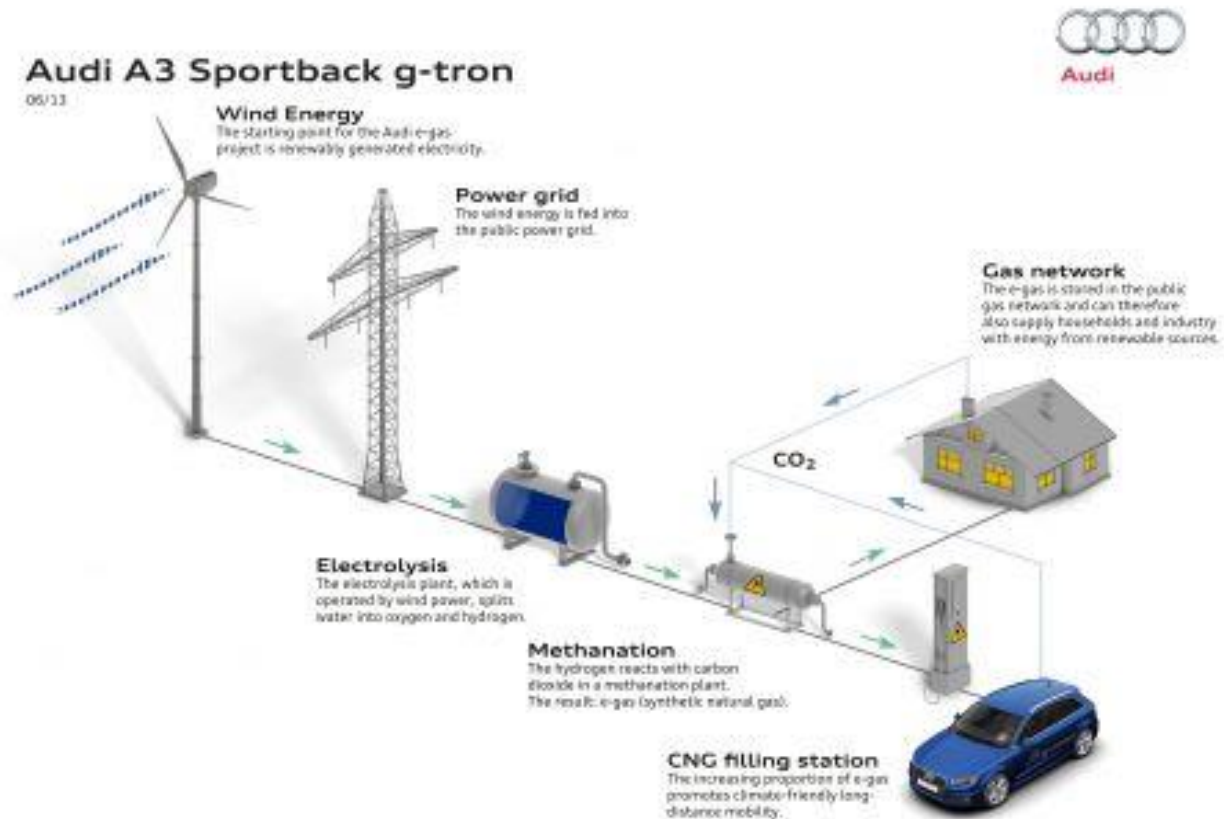 Audi
Audi A3 Sportback g-tron
06/13
Wind Energy
The starting point for the Audi e-gas
project is renewably generated electricity.
Power grid
The wind energy is fed into
the public power grid.
Gas network
The e-gas is stored in the public
gas network and can therefore
also supply households and industry
with energy from renewable sources.
CO₂
Electrolysis
The electrolysis plant, which is
operated by wind power, splits
water into oxygen and hydrogen.
Methanation
The hydrogen reacts with carbon
dioxide in a methanation plant.
The result: e-gas (synthetic natural gas).
CNG filling station
The increasing proportion of e-gas
promotes climate-friendly long-
distance mobility.